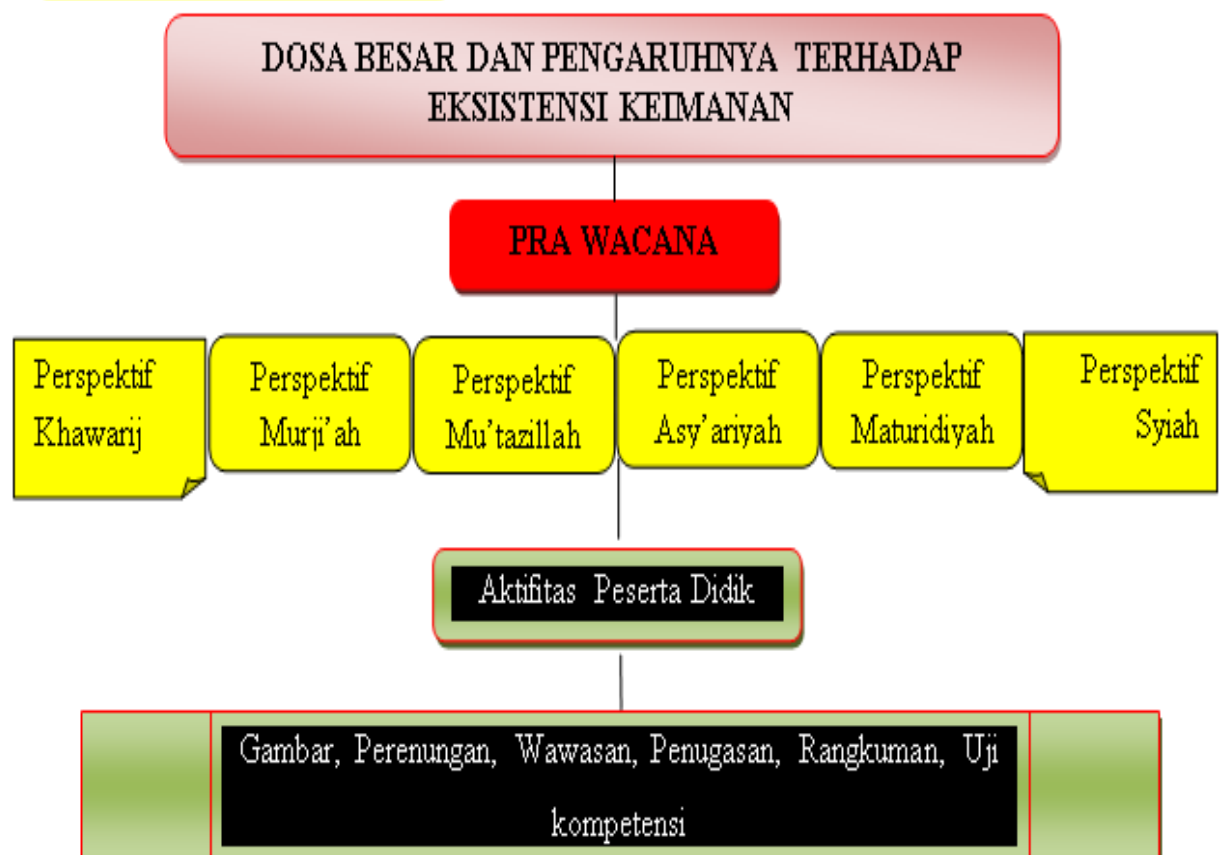 DOSA BESAR DAN PENGARUHNYA TERHADAP
EKSISTENSI KEIMANAN
PRA WACANA
Perspektif
Khawarij
Perspektif
Murji’ah
Perspektif
Mu’tazillah
Perspektif
Asy’ariyah
Perspektif
Maturidiyah
Perspektif
Syiah
Aktifitas Peserta Didik
Gambar, Perenungan, Wawasan, Penugasan, Rangkuman, Uji
kompetensi